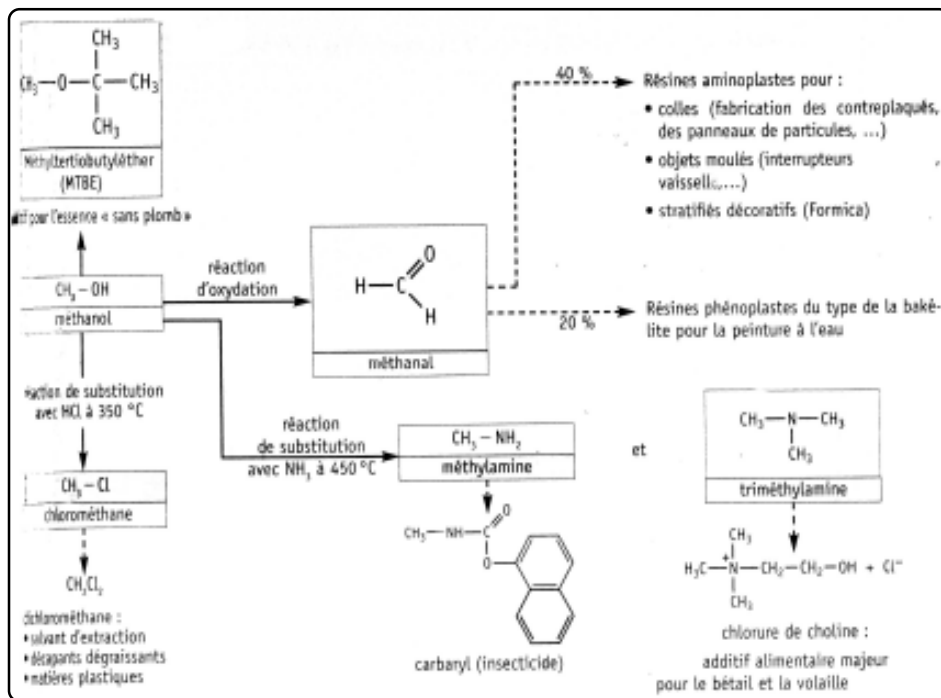 CH₃
CH₃—O—C—CH₃
CH₃
Méthyltertiobutyléther
(MTBE)
pour l'essence « sans plomb »
CH₃ – OH
méthanol
réaction
d'oxydation
O
H—C
H
méthanal
40 %
Résines aminoplastes pour :
• colles (fabrication des contreplaqués,
des panneaux de particules, ...)
• objets moulés (interrupteurs ,
vaisselle,...)
• stratifiés décoratifs (Formica)
20 %
Résines phénoplastes du type de la baké-
lite pour la peinture à l'eau
action de substitution
avec HCl à 350 °C
CH₃ – Cl
chlorométhane
CH₂Cl₂
dichlorométhane :
• solvant d'extraction
• décapants dégraissants
• matières plastiques
réaction
de substitution
avec NH₃ à 450 °C
CH₃ – NH₂
méthylamine
CH₃—NH—C
O
O
carbaryl (insecticide)
et
CH₃—N—CH₃
CH₃
triméthylamine
CH₃
H₃C—N⁺—CH₂—CH₂—OH + Cl⁻
CH₃
chlorure de choline :
additif alimentaire majeur
pour le bétail et la volaille